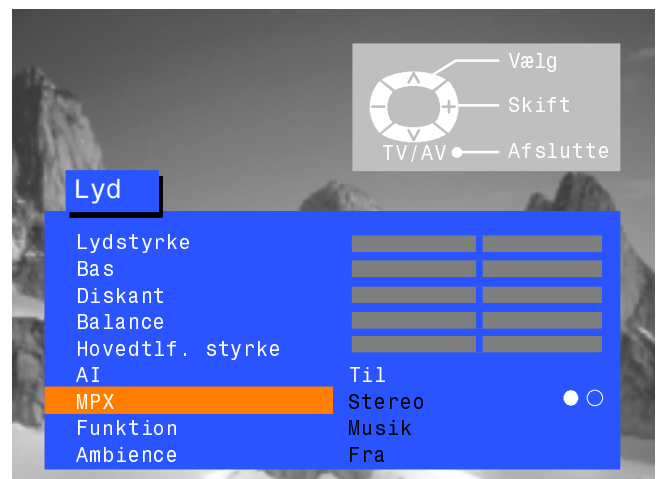 Vælg
Skift
TV/AV Afslutte
Lyd
Lydstyrke
Bas
Diskant
Balance
Hovedtlf. styrke
AI Til
MPX Stereo
Funktion Musik
Ambience Fra